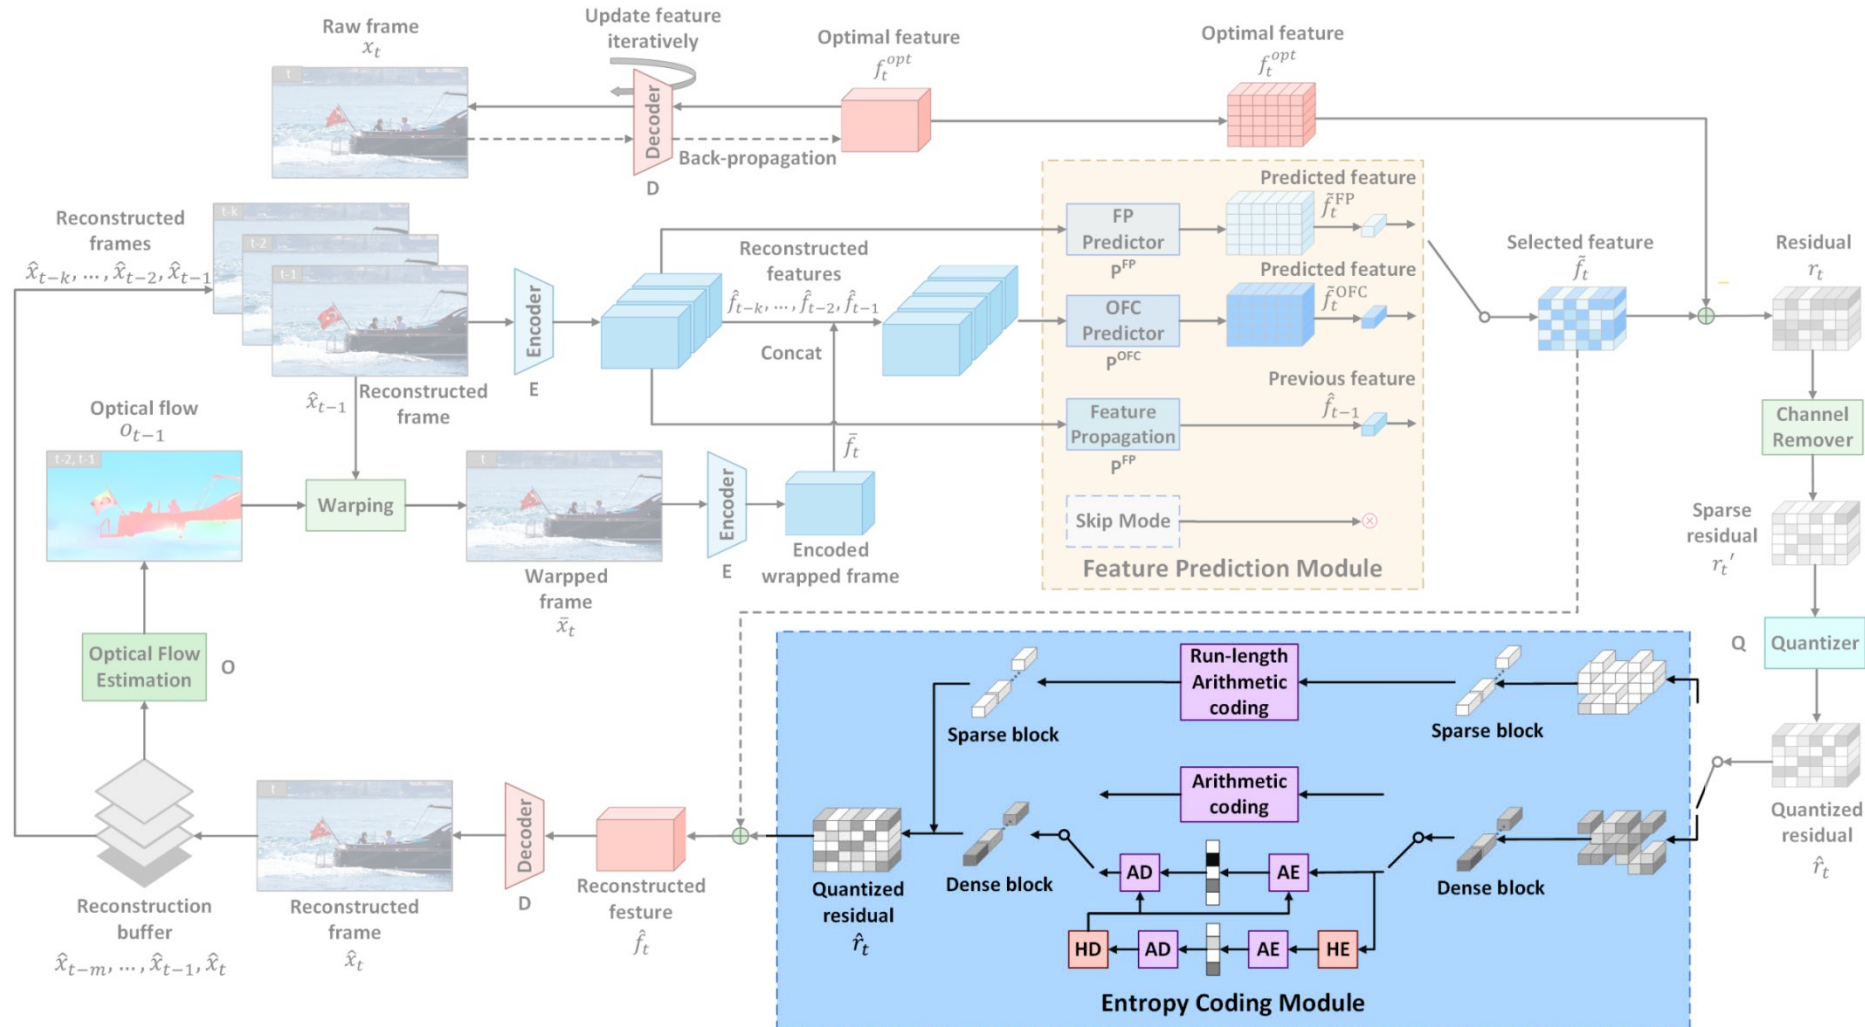 Raw frame
x_t
Update feature
iteratively
Optimal feature
f_t^{opt}
Optimal feature
f_t^{opt}
t
Decoder
Back-propagation
D
Reconstructed
frames
x̂_{t-k}, ..., x̂_{t-2}, x̂_{t-1}
t-k
t-2
t-1
Encoder
E
Reconstructed
features
f̂_{t-k}, ..., f̂_{t-2}, f̂_{t-1}
Concat
FP
Predictor
P^{FP}
Predicted feature
f̃_t^{FP}
OFC
Predictor
P^{OFC}
Predicted feature
f̃_t^{OFC}
Feature
Propagation
P^{FP}
Previous feature
f̂_{t-1}
Skip Mode
Feature Prediction Module
Selected feature
f̃_t
−
Residual
r_t
Channel
Remover
Sparse
residual
r_t'
Q
Quantizer
Quantized
residual
r̂_t
Reconstructed
frame
x̂_{t-1}
Optical flow
O_{t-1}
t-2, t-1
Warping
t
Warpped
frame
x̄_t
Encoder
E
f̄_t
Encoded
wrapped frame
Optical Flow
Estimation
O
Reconstruction
buffer
x̂_{t-m}, ..., x̂_{t-1}, x̂_t
t
Reconstructed
frame
x̂_t
Decoder
D
Reconstructed
festure
f̂_t
Quantized
residual
r̂_t
Sparse block
Run-length
Arithmetic
coding
Sparse block
Arithmetic
coding
Dense block
AD
AE
Dense block
HD
AD
AE
HE
Entropy Coding Module